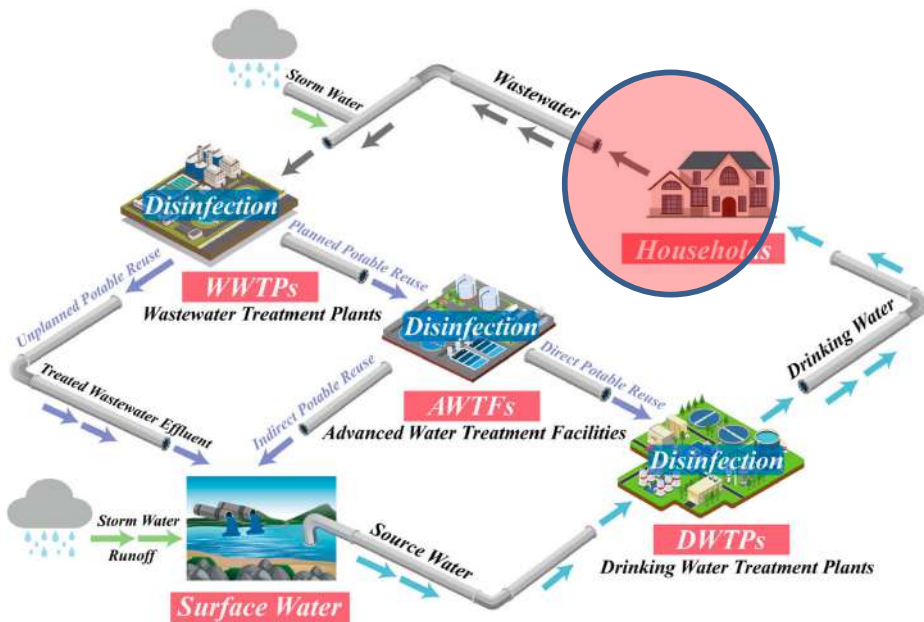 Storm Water
Wastewater
Disinfection
Households
Planned Potable Reuse
Unplanned Potable Reuse
WWTPs
Wastewater Treatment Plants
Disinfection
Drinking Water
Direct Potable Reuse
Treated Wastewater Effluent
Indirect Potable Reuse
AWTFs
Advanced Water Treatment Facilities
Disinfection
Storm Water
Runoff
Source Water
DWTPs
Drinking Water Treatment Plants
Surface Water